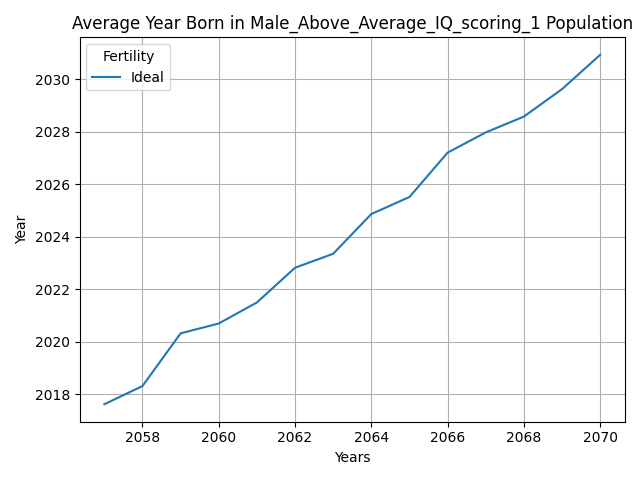 Average Year Born in Male_Above_Average_IQ_scoring_1 Population
Fertility
Ideal
Year
2030
2028
2026
2024
2022
2020
2018
2058 2060 2062 2064 2066 2068 2070
Years